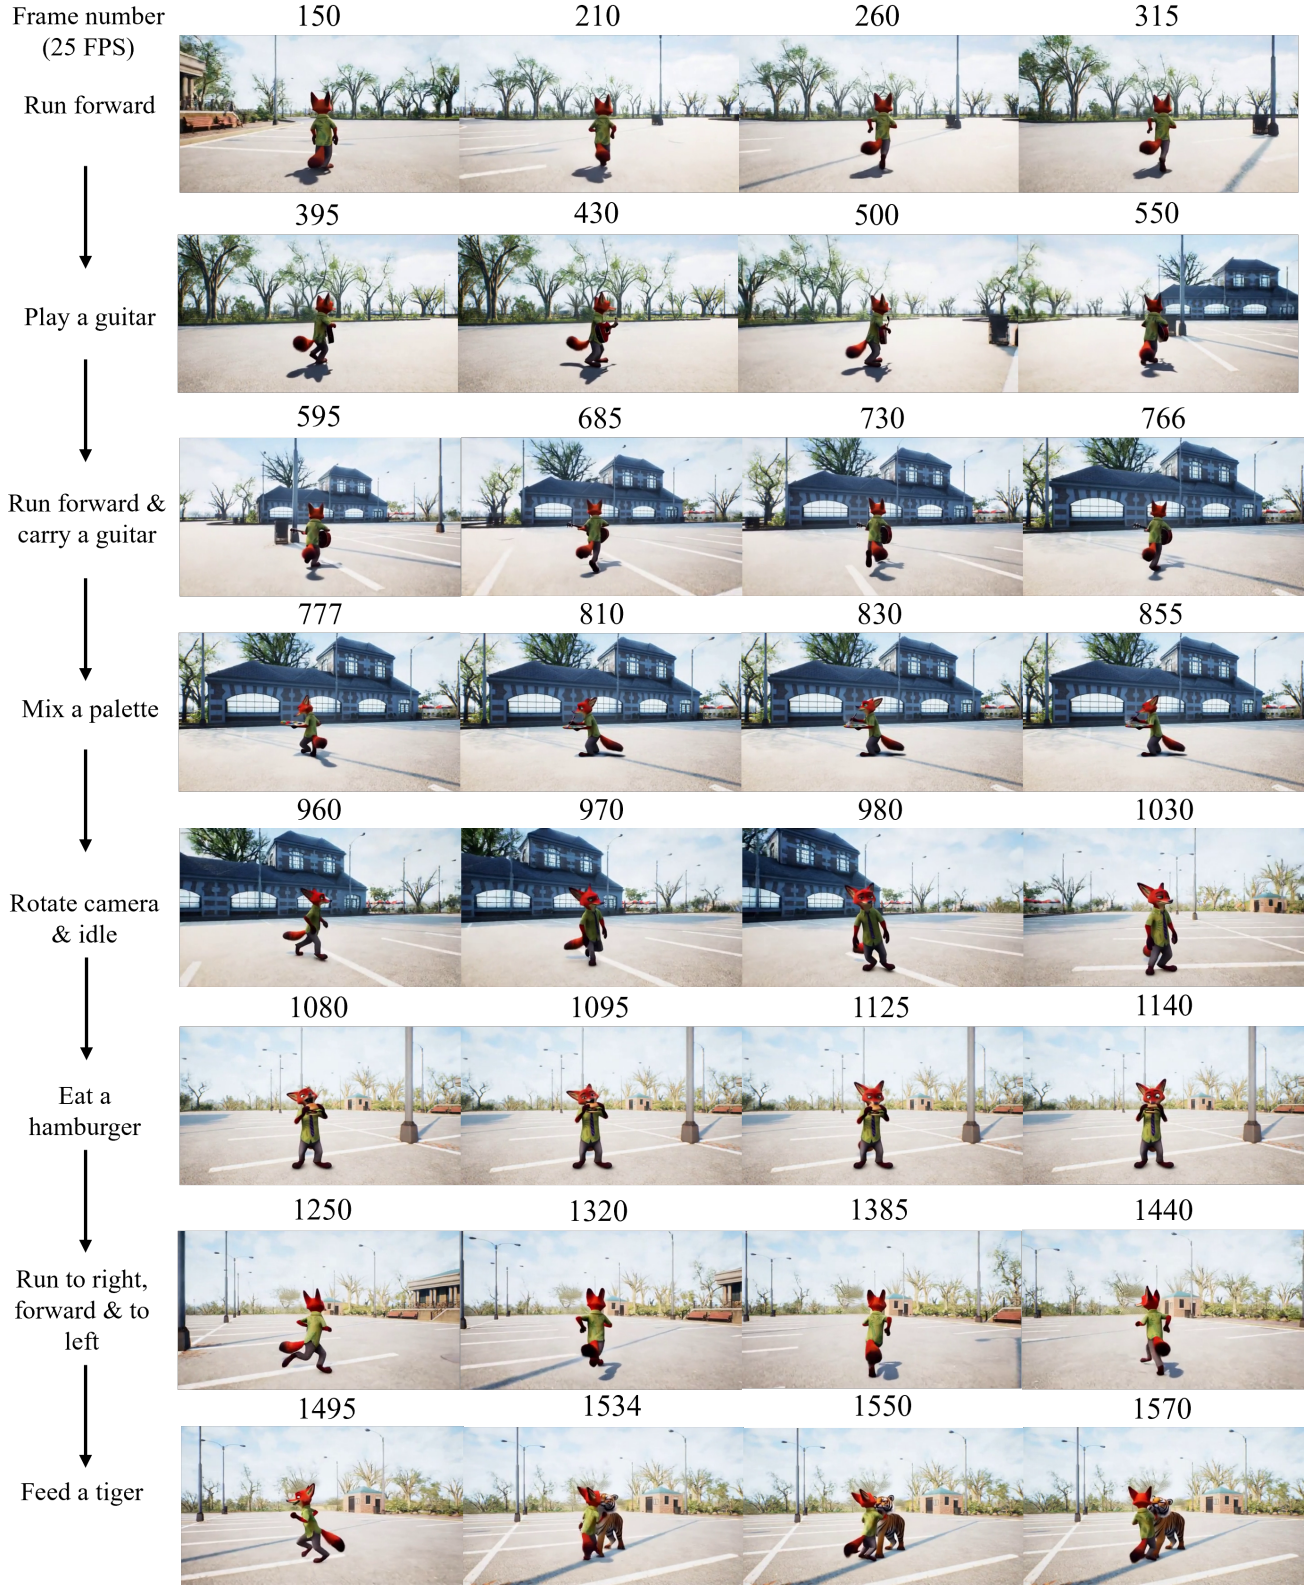 Frame number
(25 FPS)
150 210 260 315
Run forward
395 430 500 550
Play a guitar
595 685 730 766
Run forward &
carry a guitar
777 810 830 855
Mix a palette
960 970 980 1030
Rotate camera
& idle
1080 1095 1125 1140
Eat a
hamburger
1250 1320 1385 1440
Run to right,
forward & to
left
1495 1534 1550 1570
Feed a tiger